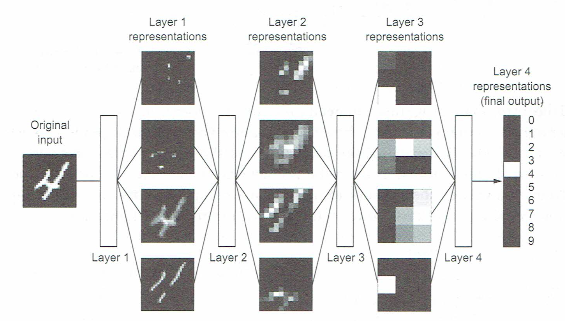 Layer 1
representations
Layer 2
representations
Layer 3
representations
Layer 4
representations
(final output)
Original
input
0
1
2
3
4
5
6
7
8
9
Layer 1
Layer 2
Layer 3
Layer 4